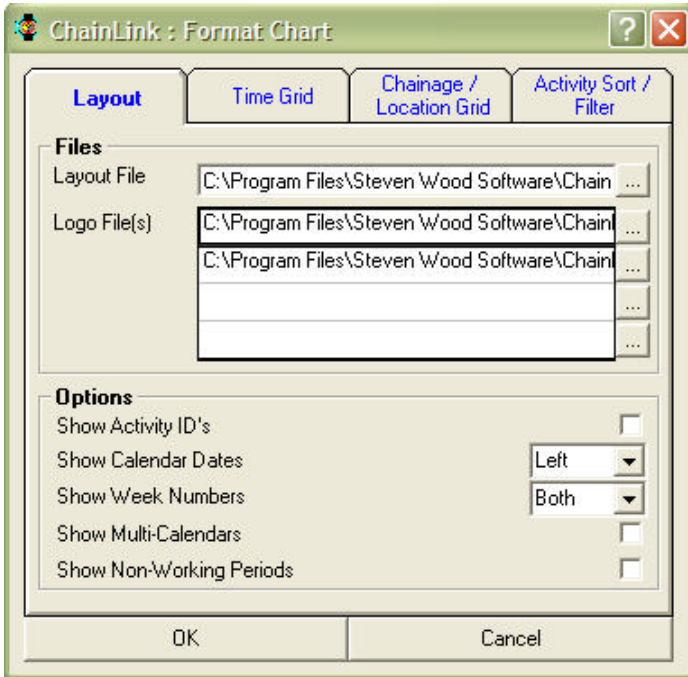 ChainLink : Format Chart
Layout
Time Grid
Chainage /
Location Grid
Activity Sort /
Filter
Files
Layout File
C:\Program Files\Steven Wood Software\Chain
...
Logo File(s)
C:\Program Files\Steven Wood Software\Chainl
...
C:\Program Files\Steven Wood Software\Chainl
...
...
...
Options
Show Activity ID's
Show Calendar Dates
Left
Show Week Numbers
Both
Show Multi-Calendars
Show Non-Working Periods
OK
Cancel